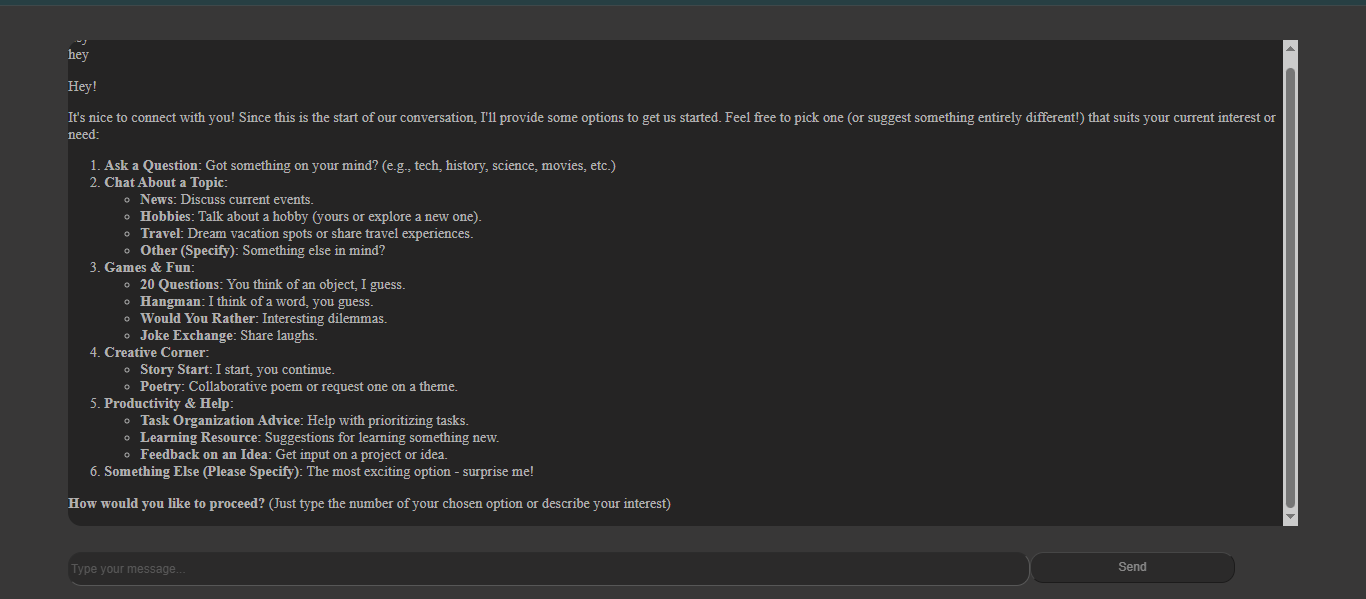 hey
Hey!
It's nice to connect with you! Since this is the start of our conversation, I'll provide some options to get us started. Feel free to pick one (or suggest something entirely different!) that suits your current interest or
need:
1. Ask a Question: Got something on your mind? (e.g., tech, history, science, movies, etc.)
2. Chat About a Topic:
News: Discuss current events.
Hobbies: Talk about a hobby (yours or explore a new one).
Travel: Dream vacation spots or share travel experiences.
Other (Specify): Something else in mind?
3. Games & Fun:
20 Questions: You think of an object, I guess.
Hangman: I think of a word, you guess.
Would You Rather: Interesting dilemmas.
Joke Exchange: Share laughs.
4. Creative Corner:
Story Start: I start, you continue.
Poetry: Collaborative poem or request one on a theme.
5. Productivity & Help:
Task Organization Advice: Help with prioritizing tasks.
Learning Resource: Suggestions for learning something new.
Feedback on an Idea: Get input on a project or idea.
6. Something Else (Please Specify): The most exciting option - surprise me!
How would you like to proceed? (Just type the number of your chosen option or describe your interest)
Type your message...
Send